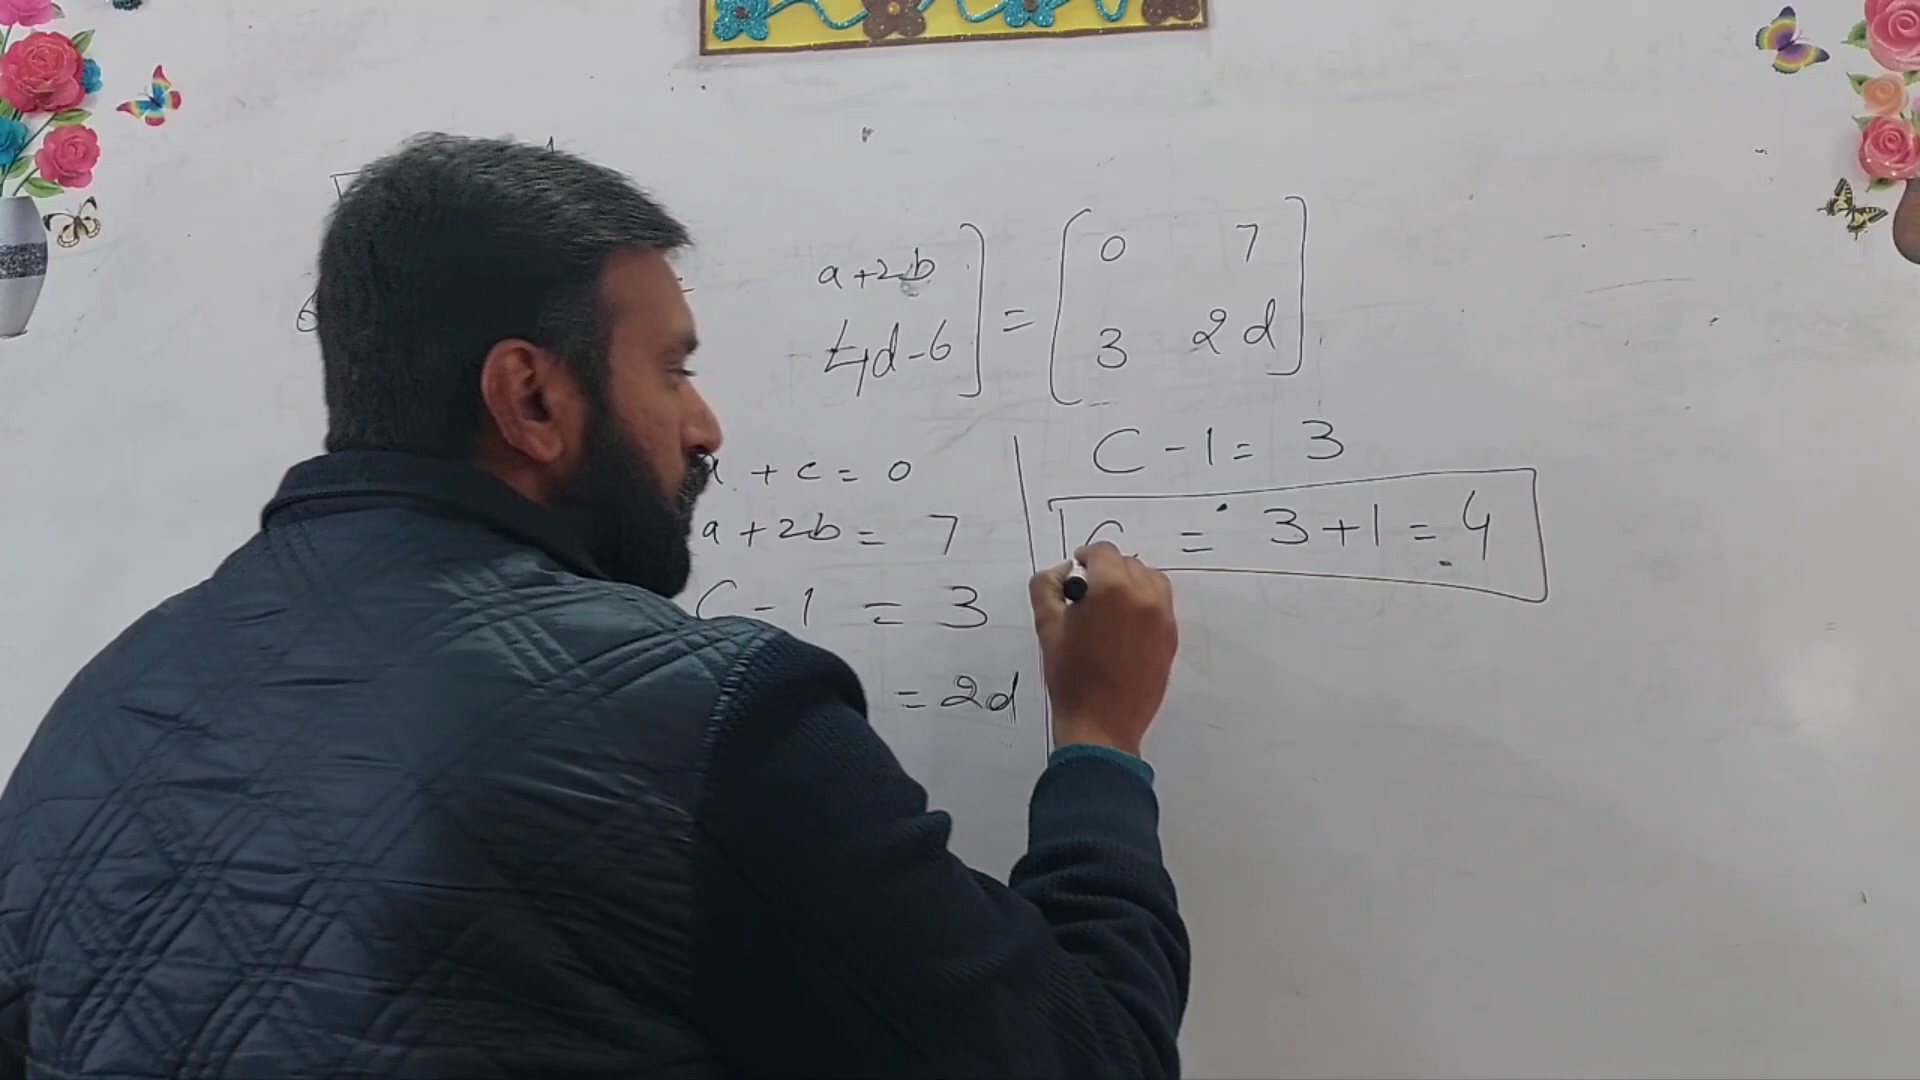 a+2b] = [0 7
4d-6] 3 2d]
a + c = 0
a + 2b = 7
C - 1 = 3
= 2d
C - 1 = 3
C = 3+1 = 4